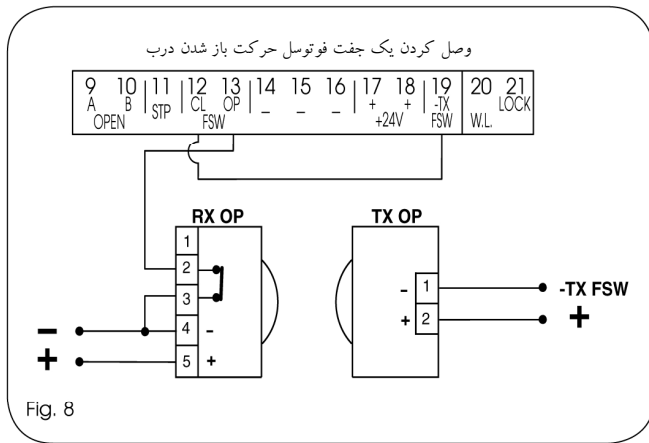 وصل کردن یک جفت فوتوسل حرکت باز شدن درب
9 10 11 12 13 14 15 16 17 18 19 20 21
A B STP CL OP _ _ _ + + -TX LOCK
OPEN FSW +24V FSW W.L.
RX OP TX OP
1
2
3
4 -
5 +
- 1 -TX FSW
+ 2 +
-
+
Fig. 8